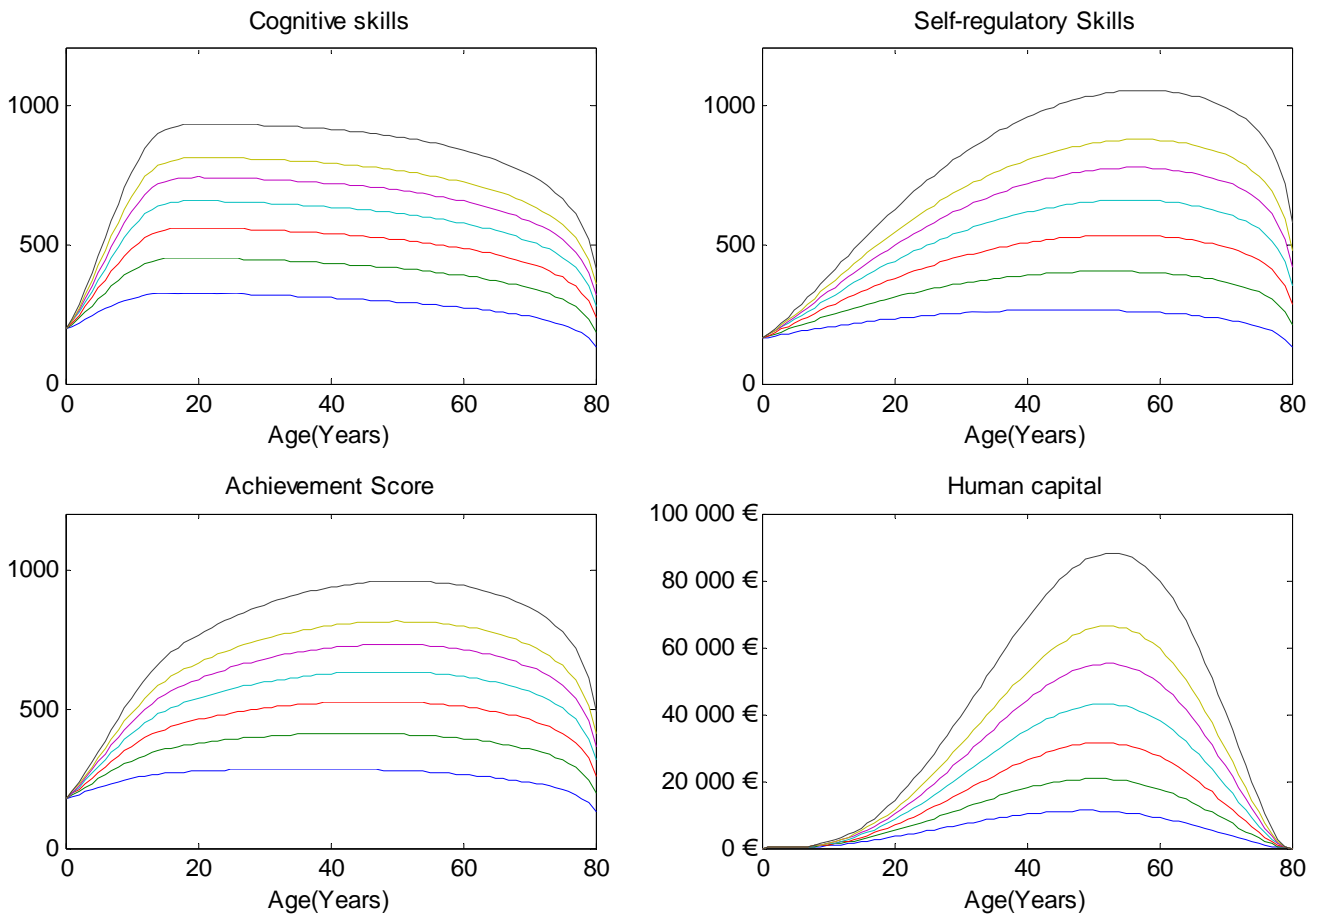 Cognitive skills
1000
500
0
0 20 40 60 80
Age(Years)
Self-regulatory Skills
1000
500
0
0 20 40 60 80
Age(Years)
Achievement Score
1000
500
0
0 20 40 60 80
Age(Years)
Human capital
100 000 €
80 000 €
60 000 €
40 000 €
20 000 €
0 €
0 20 40 60 80
Age(Years)